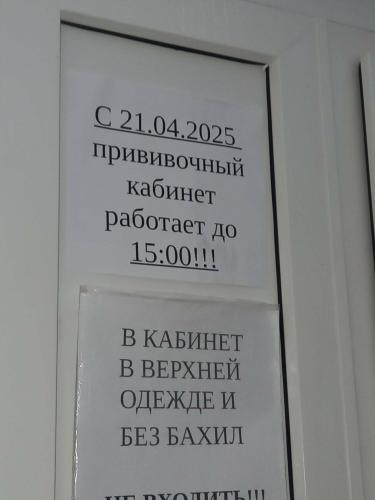 С 21.04.2025
прививочный
кабинет
работает до
15:00!!!
В КАБИНЕТ
В ВЕРХНЕЙ
ОДЕЖДЕ И
БЕЗ БАХИЛ
НЕ ВХОДИТЬ!!!